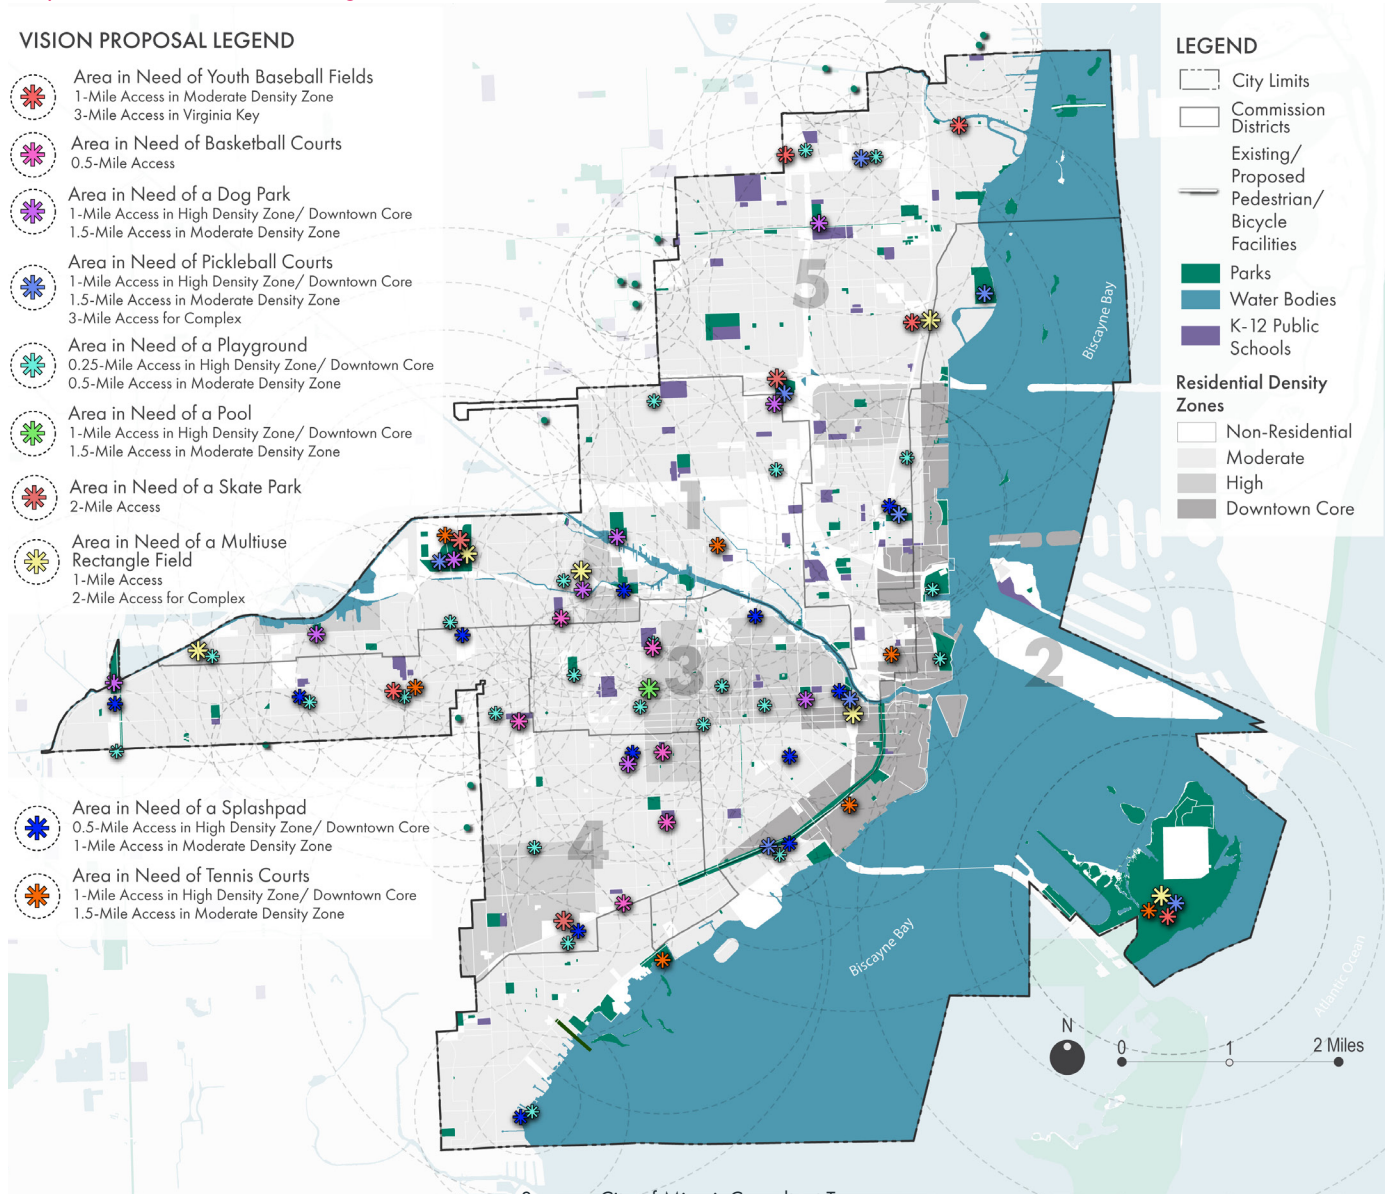 VISION PROPOSAL LEGEND
Area in Need of Youth Baseball Fields
1-Mile Access in Moderate Density Zone
3-Mile Access in Virginia Key
Area in Need of Basketball Courts
0.5-Mile Access
Area in Need of a Dog Park
1-Mile Access in High Density Zone/ Downtown Core
1.5-Mile Access in Moderate Density Zone
Area in Need of Pickleball Courts
1-Mile Access in High Density Zone/ Downtown Core
1.5-Mile Access in Moderate Density Zone
3-Mile Access for Complex
Area in Need of a Playground
0.25-Mile Access in High Density Zone/ Downtown Core
0.5-Mile Access in Moderate Density Zone
Area in Need of a Pool
1-Mile Access in High Density Zone/ Downtown Core
1.5-Mile Access in Moderate Density Zone
Area in Need of a Skate Park
2-Mile Access
Area in Need of a Multiuse
Rectangle Field
1-Mile Access
2-Mile Access for Complex
Area in Need of a Splashpad
0.5-Mile Access in High Density Zone/ Downtown Core
1-Mile Access in Moderate Density Zone
Area in Need of Tennis Courts
1-Mile Access in High Density Zone/ Downtown Core
1.5-Mile Access in Moderate Density Zone
5
1
3
2
4
Biscayne Bay
Biscayne Bay
Atlantic Ocean
LEGEND
City Limits
Commission
Districts
Existing/
Proposed
Pedestrian/
Bicycle
Facilities
Parks
Water Bodies
K-12 Public
Schools
Residential Density
Zones
Non-Residential
Moderate
High
Downtown Core
N
0 1 2 Miles